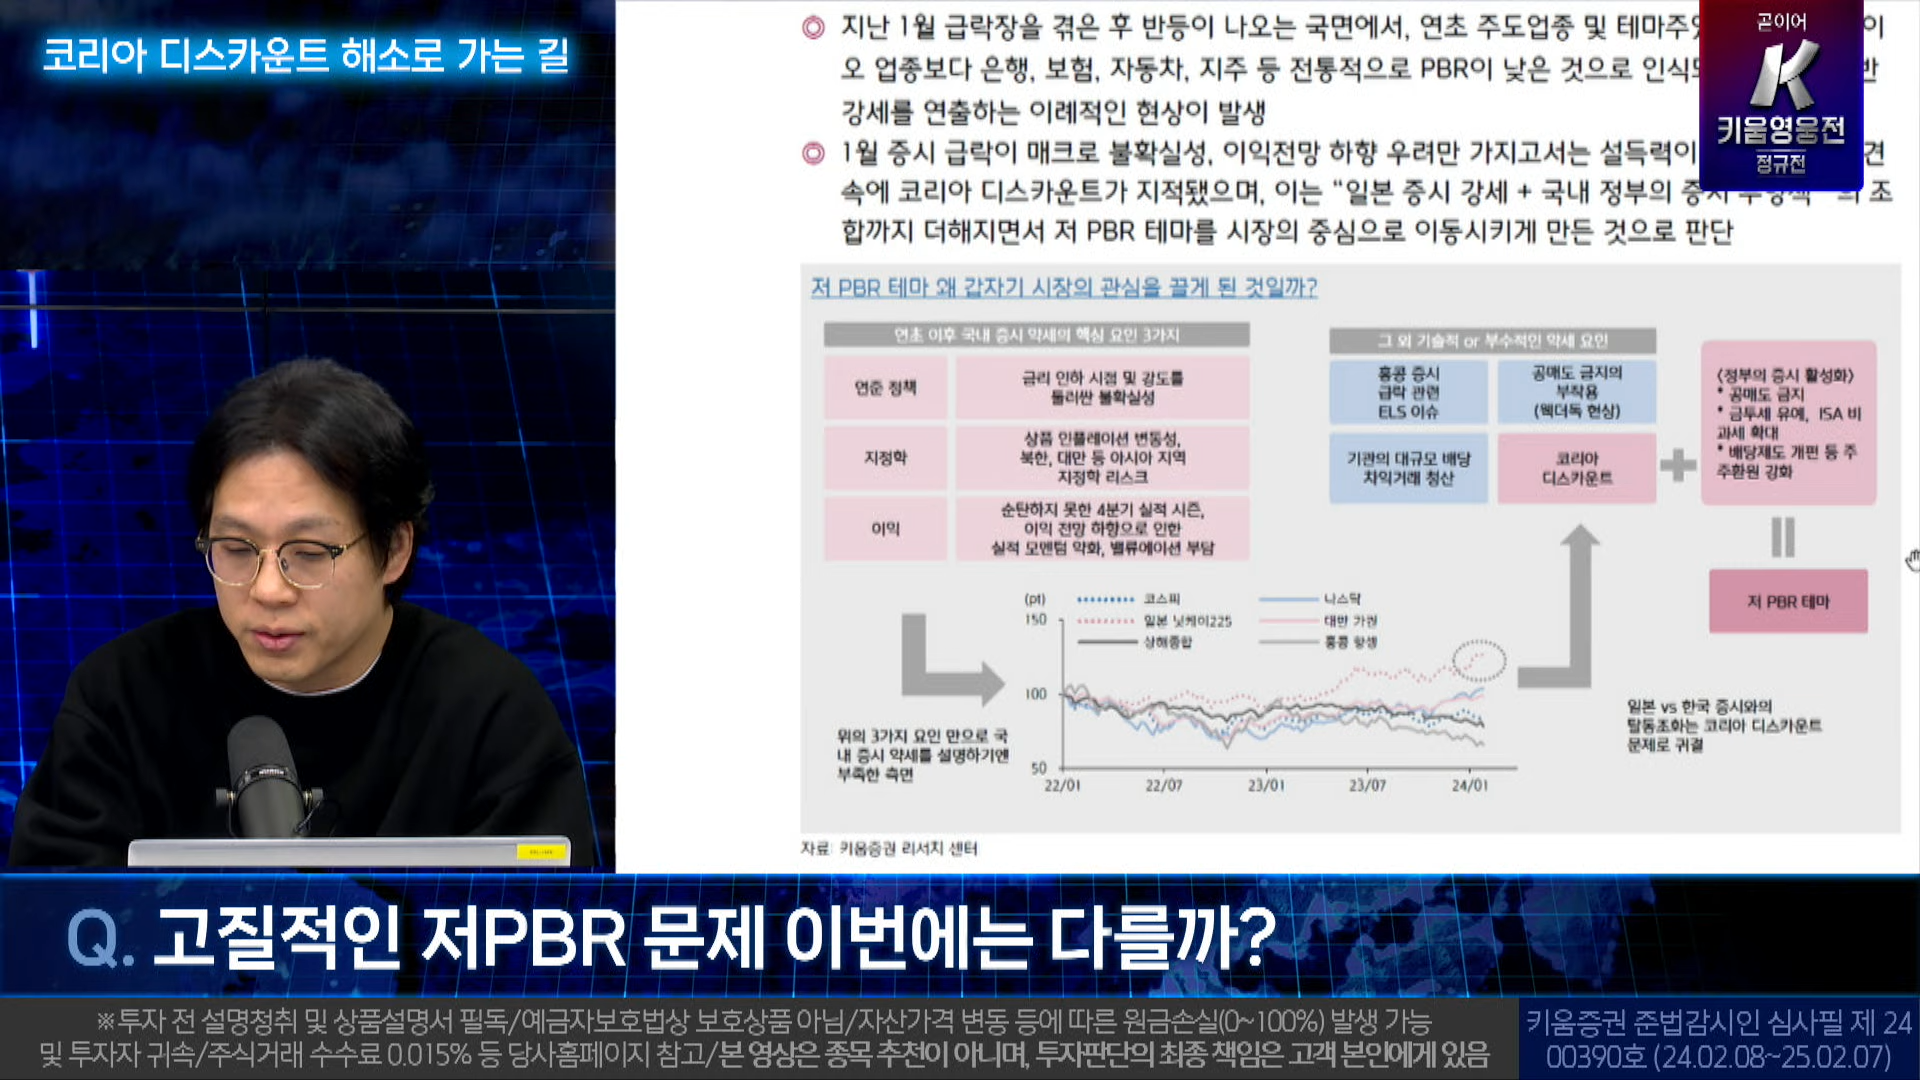 코리아 디스카운트 해소로 가는 길
지난 1월 급락장을 겪은 후 반등이 나오는 국면에서, 연초 주도업종 및 테마주
오 업종보다 은행, 보험, 자동차, 지주 등 전통적으로 PBR이 낮은 것으로
강세를 연출하는 이례적인 현상이 발생
1월 증시 급락이 매크로 불확실성, 이익전망 하향 우려만 가지고서는 설득력이
속에 코리아 디스카운트가 지적됐으며, 이는 “일본 증시 강세 + 국내 정부의 증시
합까지 더해지면서 저 PBR 테마를 시장의 중심으로 이동시키게 만든 것으로 판단
곧이어
K
키움영웅전
정규전
저 PBR 테마 왜 갑자기 시장의 관심을 끌게 된 것일까?
연초 이후 국내 증시 약세의 핵심 요인 3가지
연준 정책
금리 인하 시점 및 강도를
둘러싼 불확실성
지정학
상품 인플레이션 변동성,
북한, 대만 등 아시아 지역
지정학 리스크
이익
순탄하지 못한 4분기 실적 시즌,
이익 전망 하향으로 인한
실적 모멘텀 약화, 밸류에이션 부담
그 외 기술적 or 부수적인 약세 요인
홍콩 증시
급락 관련
ELS 이슈
공매도 금지의
부작용
(웩더독 현상)
기관의 대규모 배당
차익거래 청산
코리아
디스카운트
<정부의 증시 활성화>
* 공매도 금지
* 금투세 유예, ISA 비
과세 확대
* 배당제도 개편 등 주
주환원 강화
저 PBR 테마
위의 3가지 요인 만으로 국
내 증시 약세를 설명하기엔
부족한 측면
(pt)
코스피
나스닥
일본 닛케이225
대만 가권
상해종합
홍콩 항셍
150
100
50
22/01 22/07 23/01 23/07 24/01
일본 vs 한국 증시와의
탈동조화는 코리아 디스카운트
문제로 귀결
자료: 키움증권 리서치 센터
Q. 고질적인 저PBR 문제 이번에는 다를까?
※투자 전 설명청취 및 상품설명서 필독/예금자보호법상 보호상품 아님/자산가격 변동 등에 따른 원금손실(0~100%) 발생 가능
및 투자자 귀속/주식거래 수수료 0.015% 등 당사홈페이지 참고/본 영상은 종목 추천이 아니며, 투자판단의 최종 책임은 고객 본인에게 있음
키움증권 준법감시인 심사필 제 24
00390호 (24.02.08~25.02.07)